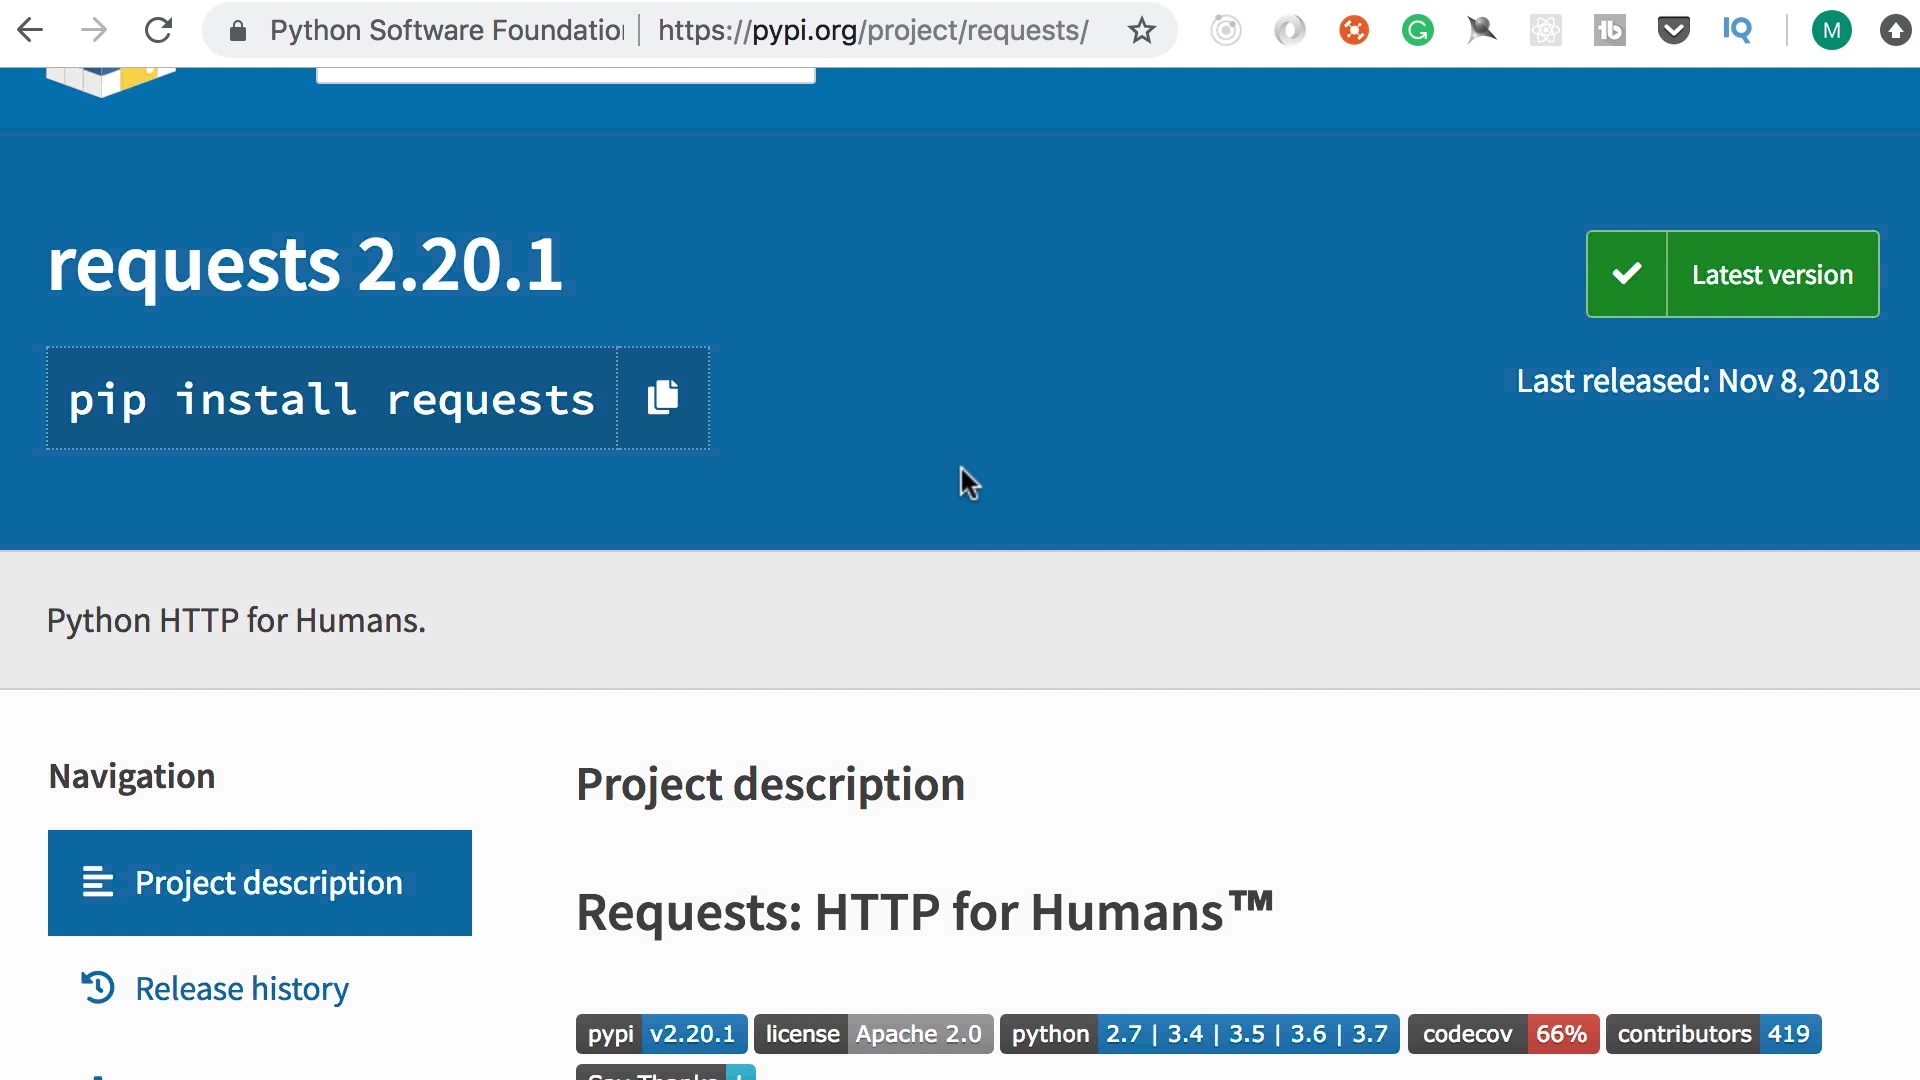 Python Software Foundation https://pypi.org/project/requests/
M
requests 2.20.1
Latest version
pip install requests
Last released: Nov 8, 2018
Python HTTP for Humans.
Navigation
Project description
Project description
Requests: HTTP for Humans™
Release history
pypi v2.20.1 license Apache 2.0 python 2.7 | 3.4 | 3.5 | 3.6 | 3.7 codecov 66% contributors 419